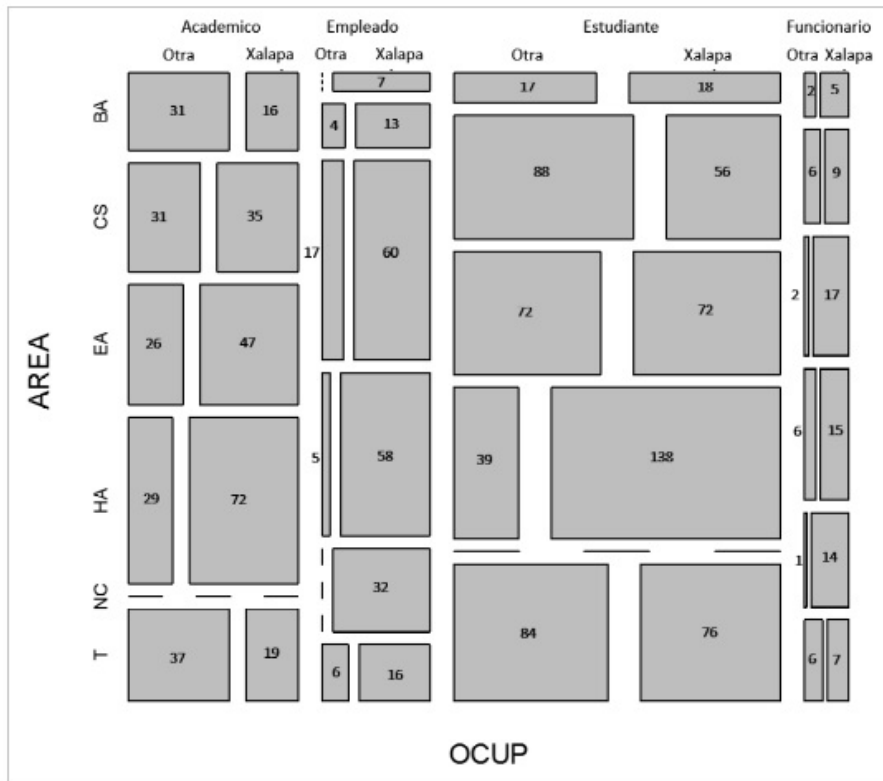 Academico Empleado Estudiante Funcionario
Otra Xalapa Otra Xalapa Otra Xalapa Otra Xalapa
BA 31 16 7 17 18 2 5
4 13
CS 31 35 17 60 88 56 6 9
EA 26 47 72 72 2 17
HA 29 72 5 58 39 138 6 15
NC 32 1 14
T 37 19 6 16 84 76 6 7
AREA
OCUP